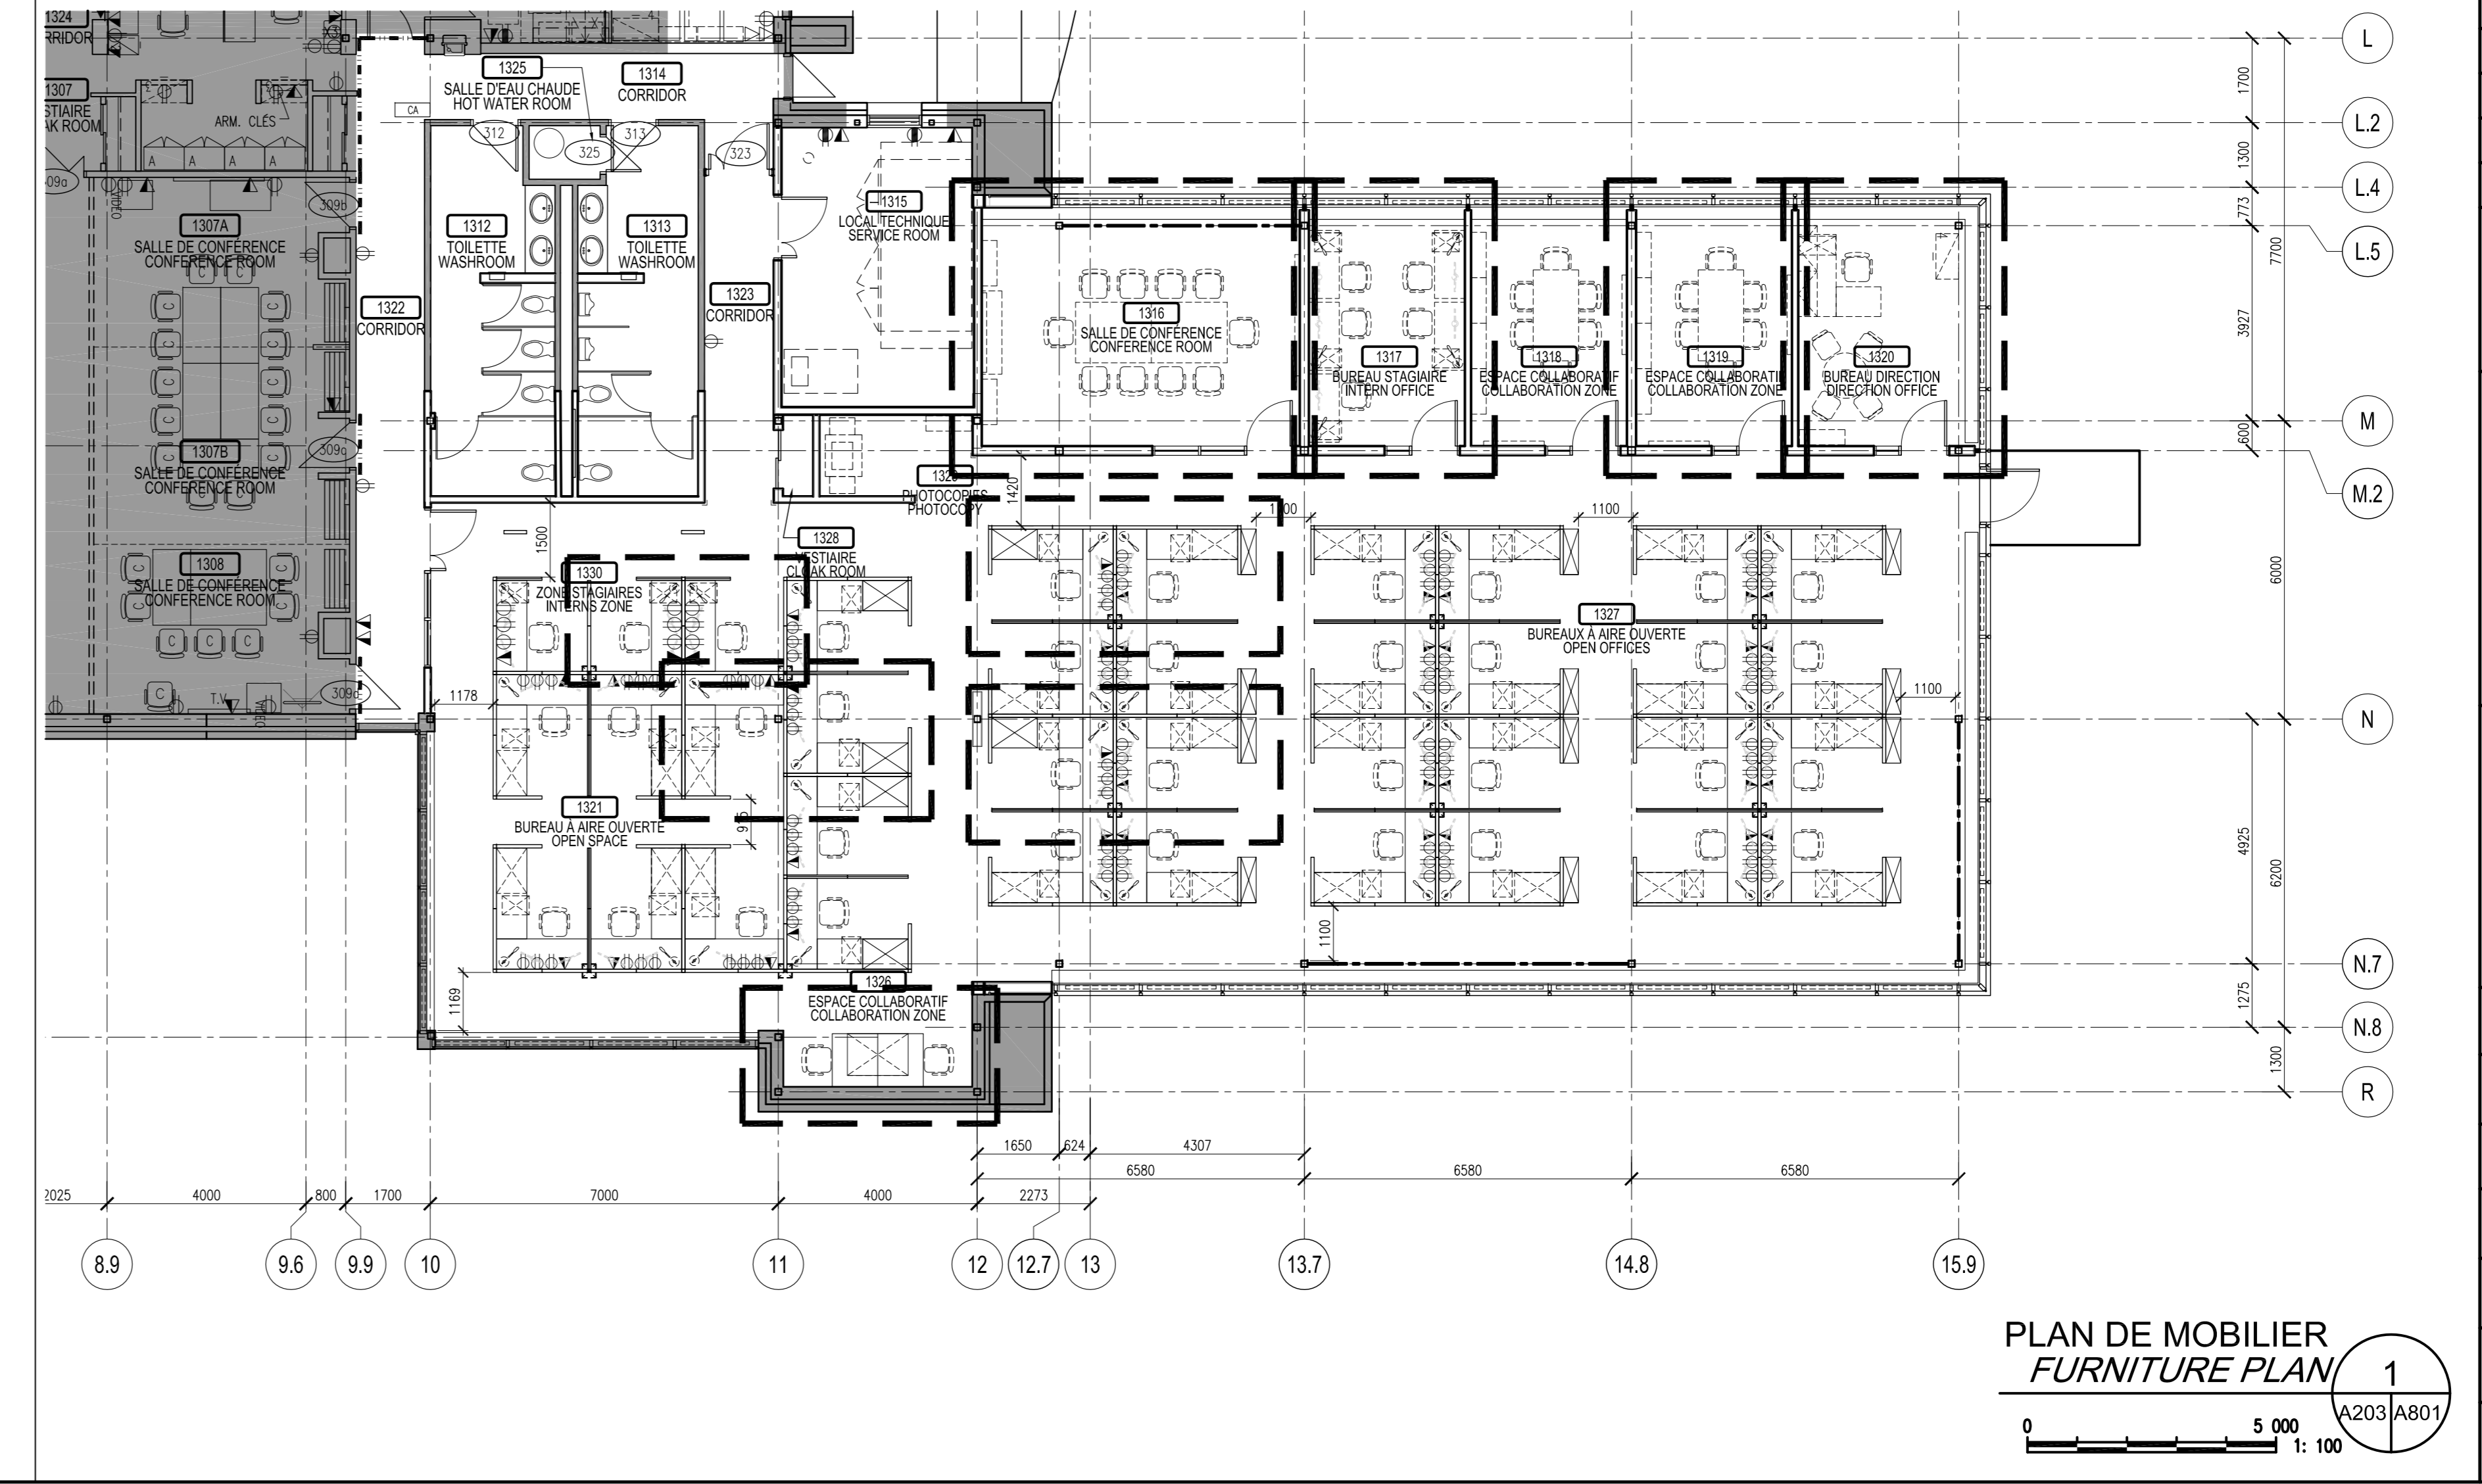 1324
RRIDOR
1307
STIAIRE
AK ROOM
ARM. CLÉS
A A A A
09a
VIDEO
309b
1307A
SALLE DE CONFÉRENCE
CONFERENCE ROOM
1307B
SALLE DE CONFÉRENCE
CONFERENCE ROOM
309c
1308
SALLE DE CONFÉRENCE
CONFERENCE ROOM
309d
T.V.
VIDEO
C
1325
SALLE D'EAU CHAUDE
HOT WATER ROOM
1314
CORRIDOR
CA
312
325
313
323
1312
TOILETTE
WASHROOM
1313
TOILETTE
WASHROOM
1322
CORRIDOR
1323
CORRIDOR
1315
LOCAL TECHNIQUE
SERVICE ROOM
1316
SALLE DE CONFÉRENCE
CONFERENCE ROOM
1317
BUREAU STAGIAIRE
INTERN OFFICE
1318
ESPACE COLLABORATIF
COLLABORATION ZONE
1319
ESPACE COLLABORATIF
COLLABORATION ZONE
1320
BUREAU DIRECTION
DIRECTION OFFICE
PHOTOCOPIES
PHOTOCOPY
1328
VESTIAIRE
CLOAK ROOM
1330
ZONE STAGIAIRES
INTERNS ZONE
1327
BUREAUX À AIRE OUVERTE
OPEN OFFICES
1321
BUREAU À AIRE OUVERTE
OPEN SPACE
1326
ESPACE COLLABORATIF
COLLABORATION ZONE
1500
1420
1100
1100
1178
1100
1100
1169
L
L.2
L.4
L.5
M
M.2
N
N.7
N.8
R
1700
1300
773
7700
3927
600
6000
4925
6200
1275
1300
1650 624 4307
6580 6580 6580
2025 4000 800 1700 7000 4000 2273
8.9 9.6 9.9 10 11 12 12.7 13 13.7 14.8 15.9
PLAN DE MOBILIER
FURNITURE PLAN
1
A203 A801
0 5 000
1: 100